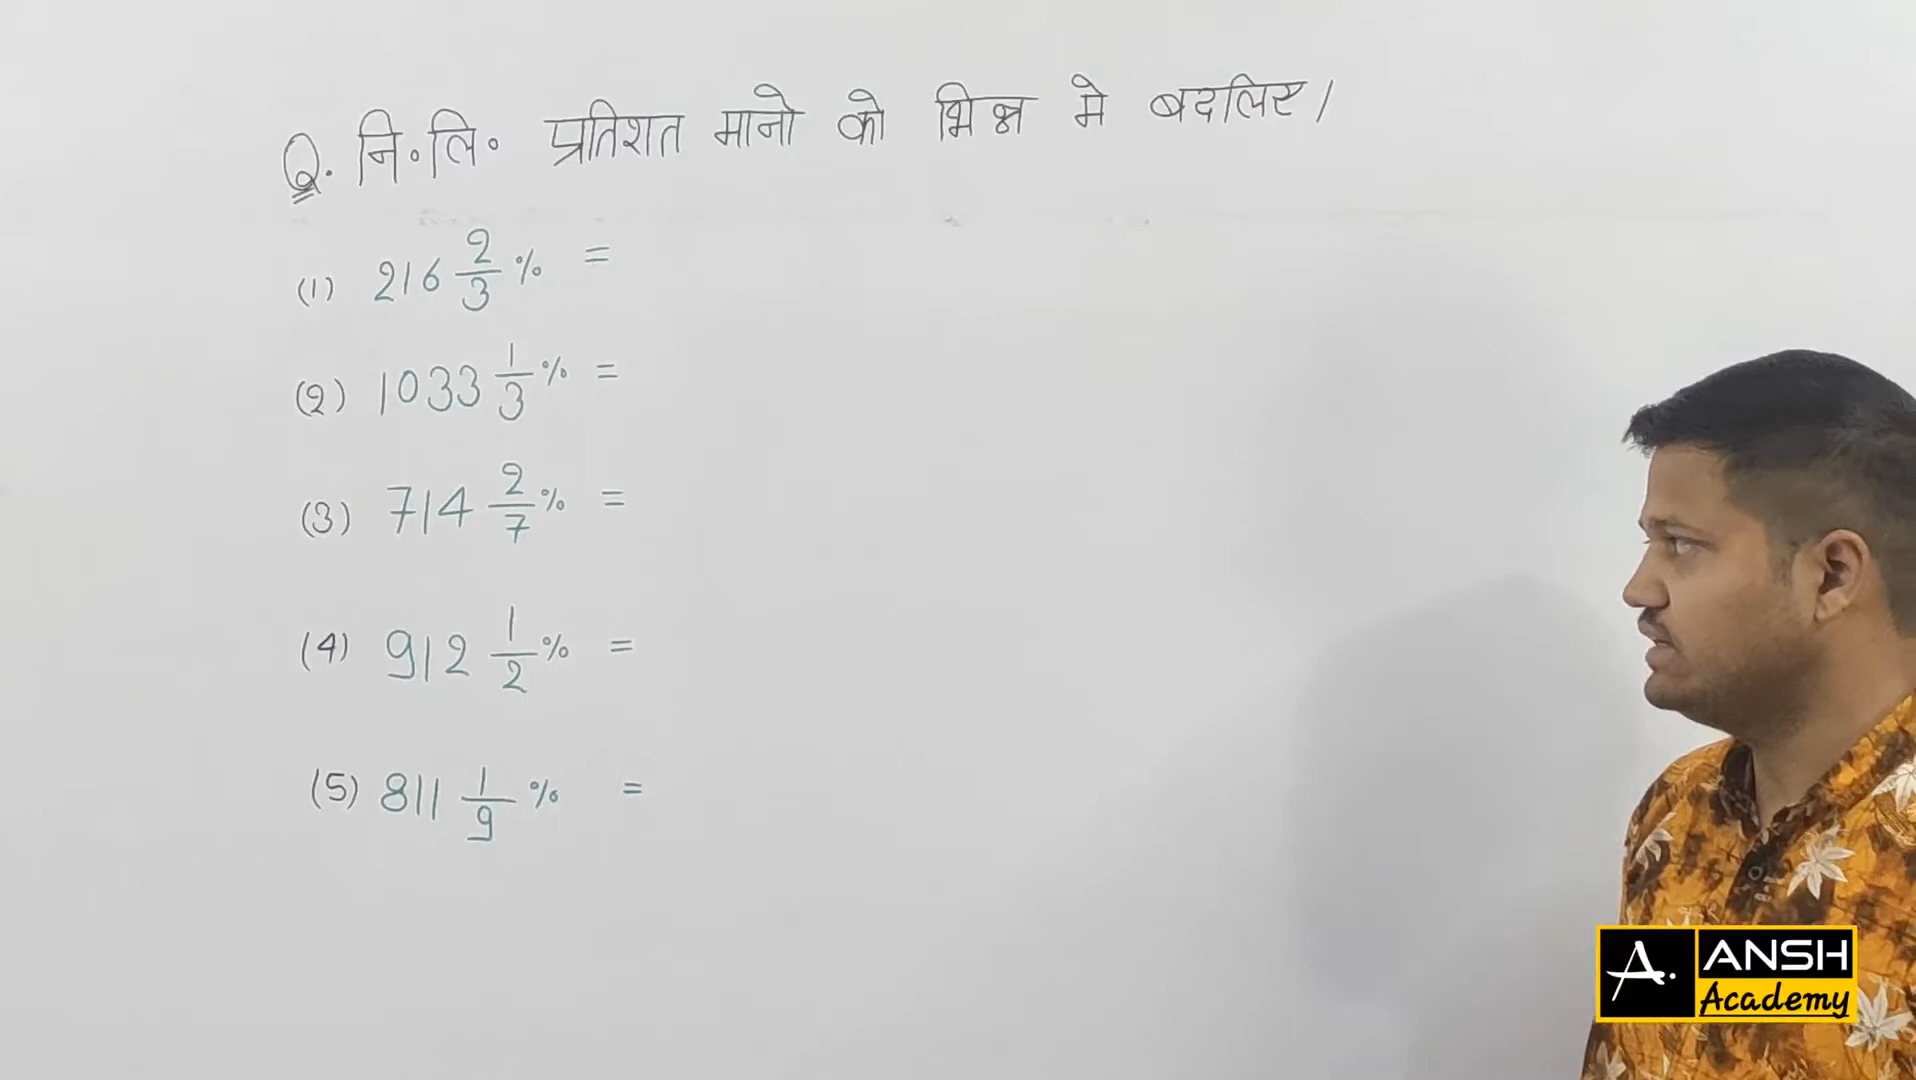 Q. नि.लि. प्रतिशत मानो को भिन्न मे बदलिए।
(1) 216 2/3 % =
(2) 1033 1/3 % =
(3) 714 2/7 % =
(4) 912 1/2 % =
(5) 811 1/9 % =
A. ANSH
Academy